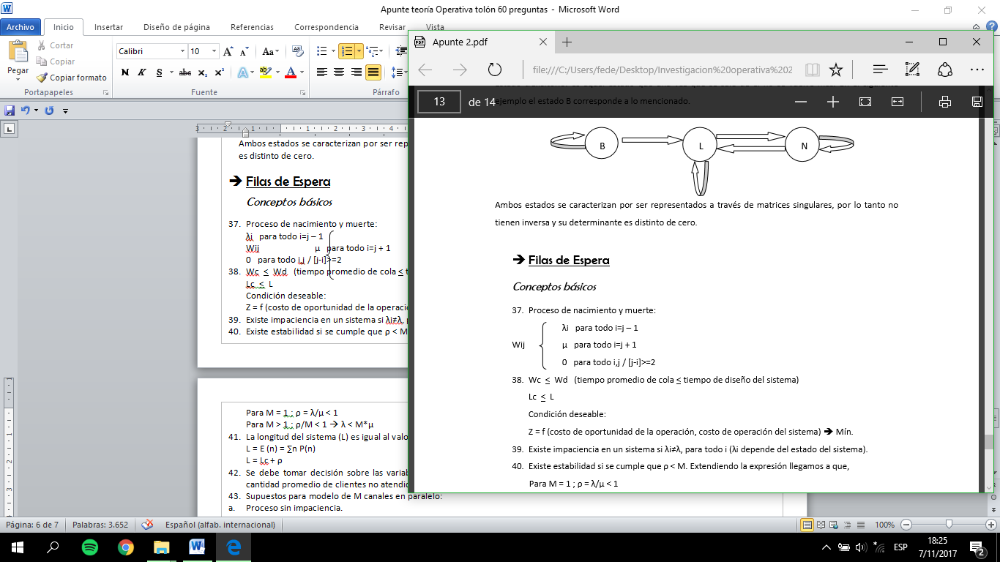 Apunte teoría Operativa tolón 60 preguntas - Microsoft Word
Archivo Inicio Insertar Diseño de página Referencias Correspondencia Revisar Vista
Pegar
Cortar
Copiar
Copiar formato
Calibri 10
N K S abc x₂ x²
Aa
A
Portapapeles Fuente Párrafo
3 2 1 1 2 3 4
Ambos estados se caracterizan por ser rep
es distinto de cero.
➔ Filas de Espera
Conceptos básicos
37. Proceso de nacimiento y muerte:
λi para todo i=j – 1
Wij µ para todo i=j + 1
0 para todo i,j / [j-i]>=2
38. Wc ≤ Wd (tiempo promedio de cola ≤ t
Lc ≤ L
Condición deseable:
Z = f (costo de oportunidad de la operació
39. Existe impaciencia en un sistema si λi≠λ, p
40. Existe estabilidad si se cumple que ρ < M
Para M = 1 ; ρ = λ/µ < 1
Para M > 1 ; ρ/M < 1 → λ < M*µ
41. La longitud del sistema (L) es igual al valo
L = E (n) = ∑n P(n)
L = Lc + ρ
42. Se debe tomar decisión sobre las variab
cantidad promedio de clientes no atendid
43. Supuestos para modelo de M canales en paralelo:
a. Proceso sin impaciencia.
Página: 6 de 7 Palabras: 3.652 Español (alfab. internacional) 100%
Apunte 2.pdf
file:///C:/Users/fede/Desktop/Investigacion%20operativa%202
13 de 14
ejemplo el estado B corresponde a lo mencionado.
B L N
Ambos estados se caracterizan por ser representados a través de matrices singulares, por lo tanto no
tienen inversa y su determinante es distinto de cero.
➔ Filas de Espera
Conceptos básicos
37. Proceso de nacimiento y muerte:
λi para todo i=j – 1
Wij µ para todo i=j + 1
0 para todo i,j / [j-i]>=2
38. Wc ≤ Wd (tiempo promedio de cola ≤ tiempo de diseño del sistema)
Lc ≤ L
Condición deseable:
Z = f (costo de oportunidad de la operación, costo de operación del sistema) ➔ Mín.
39. Existe impaciencia en un sistema si λi≠λ, para todo i (λi depende del estado del sistema).
40. Existe estabilidad si se cumple que ρ < M. Extendiendo la expresión llegamos a que,
Para M = 1 ; ρ = λ/µ < 1
ESP
18:25
7/11/2017
2